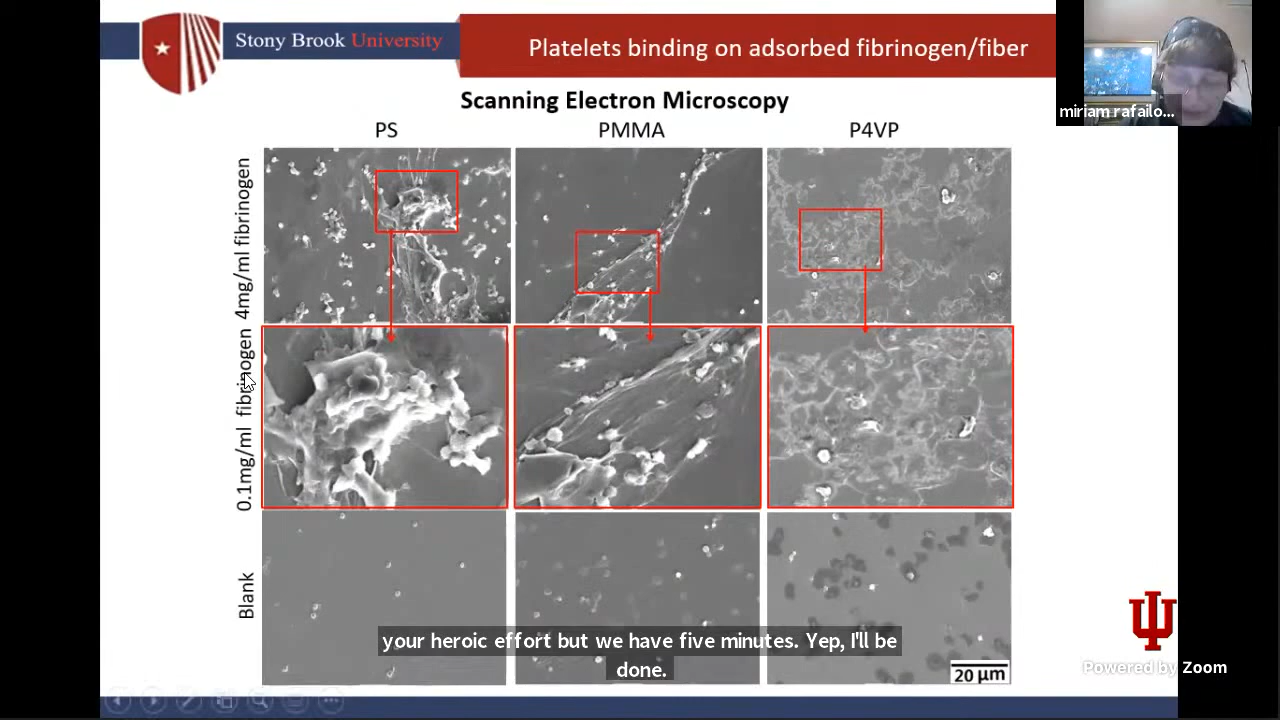 Stony Brook University
Platelets binding on adsorbed fibrinogen/fiber
miriam rafailo...
Scanning Electron Microscopy
PS
PMMA
P4VP
4mg/ml fibrinogen
0.1mg/ml fibrinogen
Blank
your heroic effort but we have five minutes. Yep, I'll be
done.
20 µm
Powered by Zoom